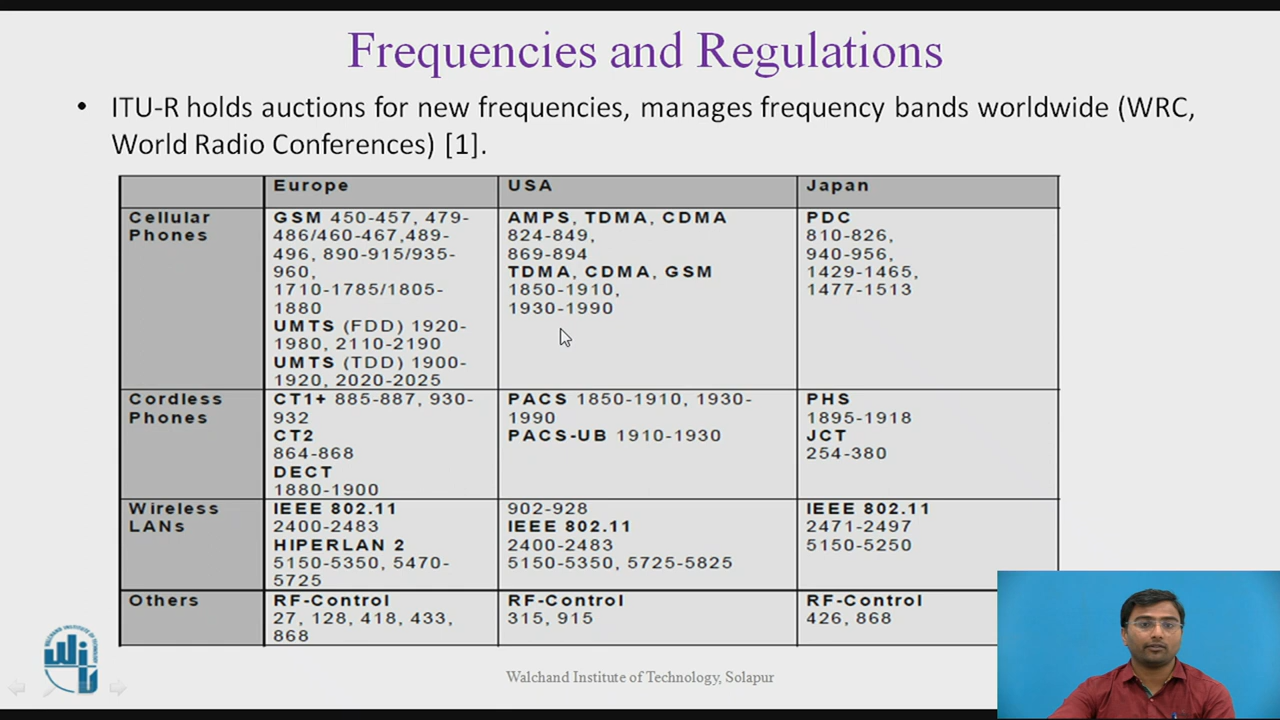 Frequencies and Regulations
• ITU-R holds auctions for new frequencies, manages frequency bands worldwide (WRC,
World Radio Conferences) [1].
Europe USA Japan
Cellular
Phones
GSM 450-457, 479-
486/460-467,489-
496, 890-915/935-
960,
1710-1785/1805-
1880
UMTS (FDD) 1920-
1980, 2110-2190
UMTS (TDD) 1900-
1920, 2020-2025
AMPS, TDMA, CDMA
824-849,
869-894
TDMA, CDMA, GSM
1850-1910,
1930-1990
PDC
810-826,
940-956,
1429-1465,
1477-1513
Cordless
Phones
CT1+ 885-887, 930-
932
CT2
864-868
DECT
1880-1900
PACS 1850-1910, 1930-
1990
PACS-UB 1910-1930
PHS
1895-1918
JCT
254-380
Wireless
LANs
IEEE 802.11
2400-2483
HIPERLAN 2
5150-5350, 5470-
5725
902-928
IEEE 802.11
2400-2483
5150-5350, 5725-5825
IEEE 802.11
2471-2497
5150-5250
Others
RF-Control
27, 128, 418, 433,
868
RF-Control
315, 915
RF-Control
426, 868
WALCHAND INSTITUTE OF TECHNOLOGY
WIT
Walchand Institute of Technology, Solapur